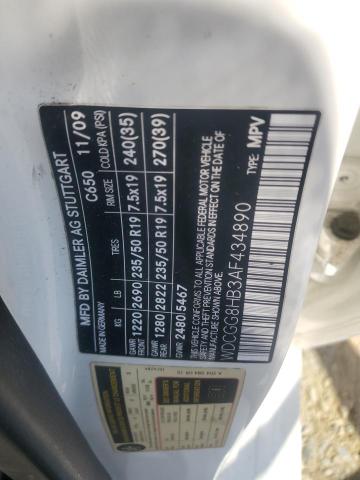 MFD BY DAIMLER AG STUTTGART
MADE IN GERMANY
C650
11/09
GAWR KG LB TIRES RIM SIZE COLD KPA (PSI)
1220 2690 235/50 R19 7,5x19 240(35)
GAWR
1280 2822 235/50 R19 7,5x19 270(39)
GVWR
2480 5467
THIS VEHICLE CONFORMS TO ALL APPLICABLE FEDERAL MOTOR VEHICLE
SAFETY AND THEFT PREVENTION STANDARDS IN EFFECT ON THE DATE OF
MANUFACTURE SHOWN ABOVE.
WDCGG8HB3AF434890
TYPE: MPV